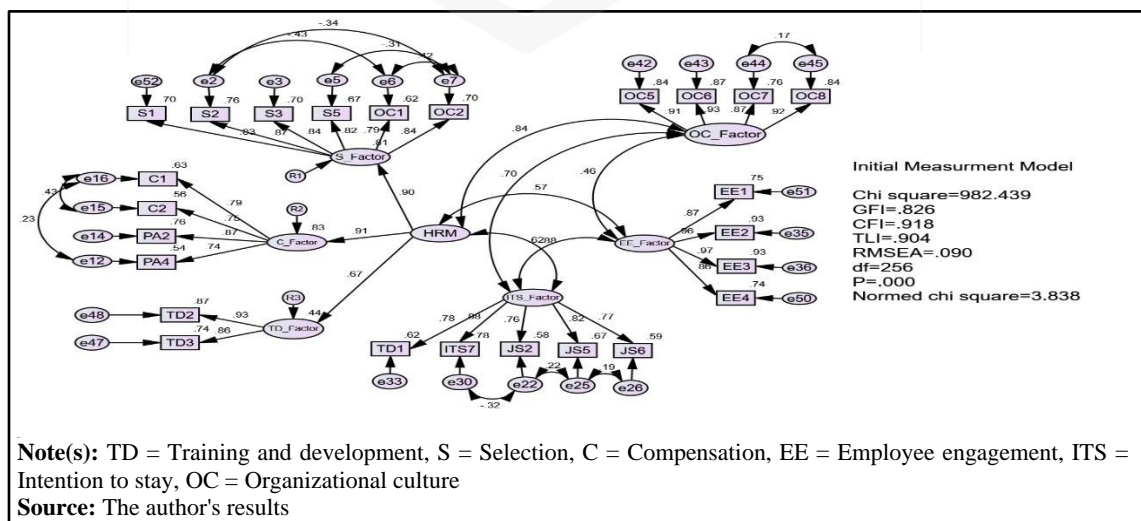 -.34
-.43
-.31
.42
e52 e2 e3 e5 e6 e7
.70 .76 .70 .67 .62 .70
S1 S2 S3 S5 OC1 OC2
.83 .87 .84 .82 .79 .84
.81
S_Factor
R1
.17
e42 e43 e44 e45
.84 .87 .76 .84
OC5 OC6 OC7 OC8
.91 .93 .87 .92
OC_Factor
.84
.70
.46
.57
.90
Initial Measurment Model
Chi square=982.439
GFI=.826
CFI=.918
TLI=.904
RMSEA=.090
df=256
P=.000
Normed chi square=3.838
.63
e16 C1
.43
.56
e15 C2
.23
.76
e14 PA2
.54
e12 PA4
.79
.75
.87
.74
R2
C_Factor
.83
.91
HRM
.62
.88
EE_Factor
.75
EE1 e51
.93
EE2 e35
.93
EE3 e36
.74
EE4 e50
.87
.96
.97
.86
.67
R3
.44
TD_Factor
.87
e48 TD2
.93
.74
e47 TD3
.86
ITS_Factor
.78 .88 .76 .82 .77
.62 .78 .58 .67 .59
TD1 ITS7 JS2 JS5 JS6
e33 e30 e22 e25 e26
-.32
.22
-.19
Note(s): TD = Training and development, S = Selection, C = Compensation, EE = Employee engagement, ITS =
Intention to stay, OC = Organizational culture
Source: The author's results